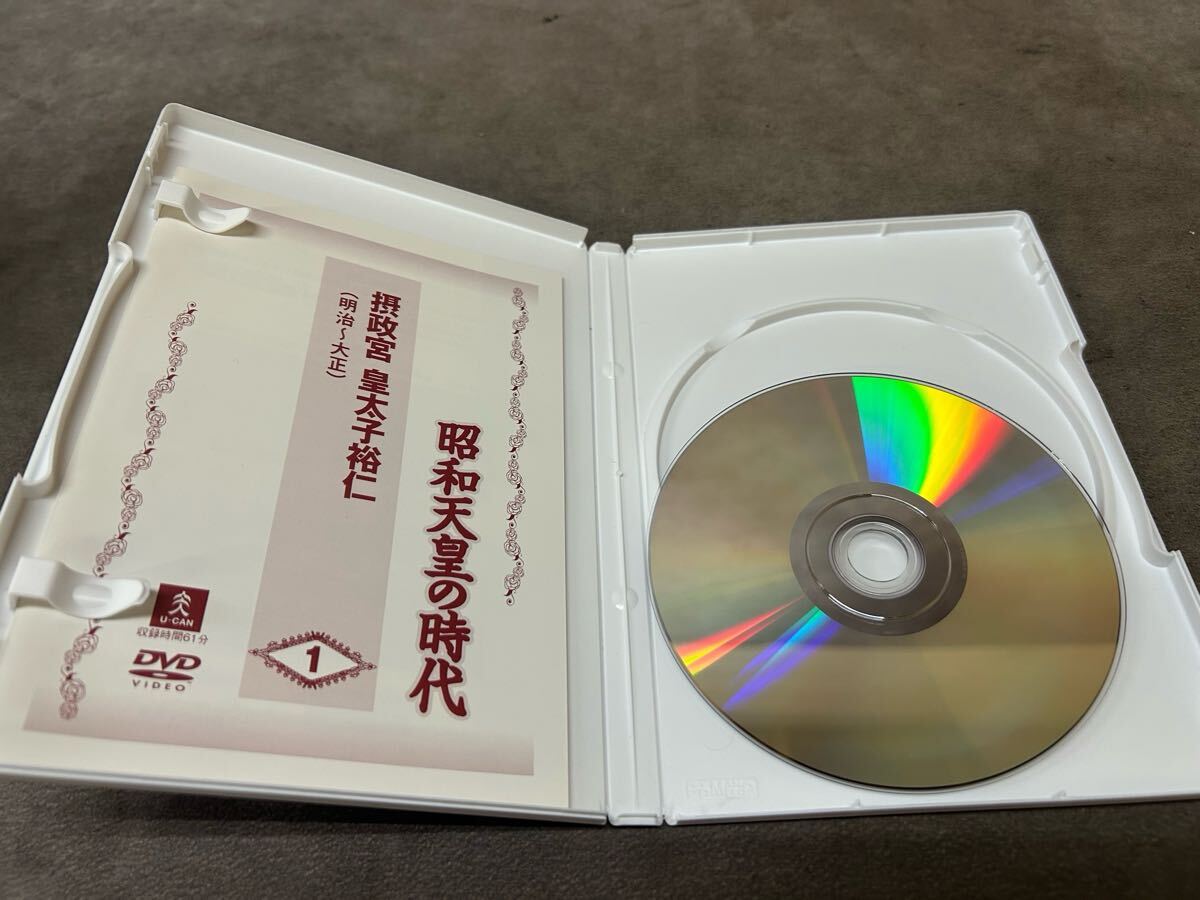 昭和天皇の時代
摂政宮 皇太子裕仁
(明治〜大正)
1
U-CAN
収録時間61分
DVD
VIDEO